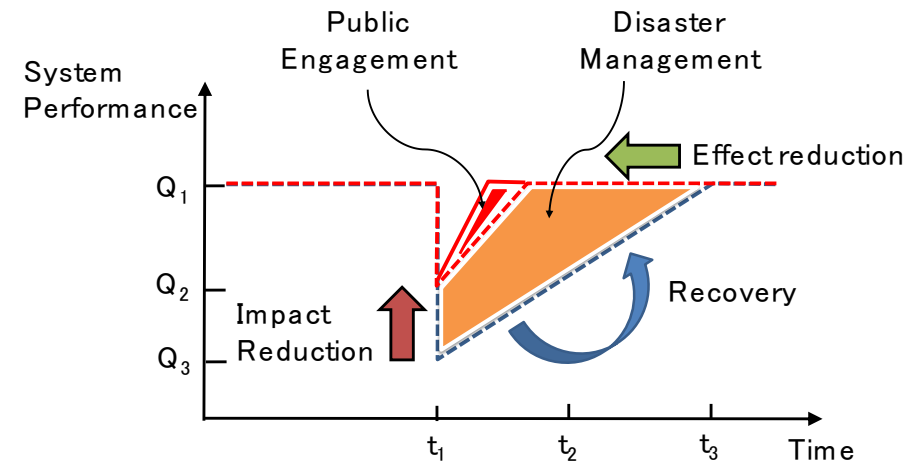 Public
Engagement
Disaster
Management
System
Performance
Effect reduction
Q1
Q2
Q3
Impact
Reduction
Recovery
t1
t2
t3
Time